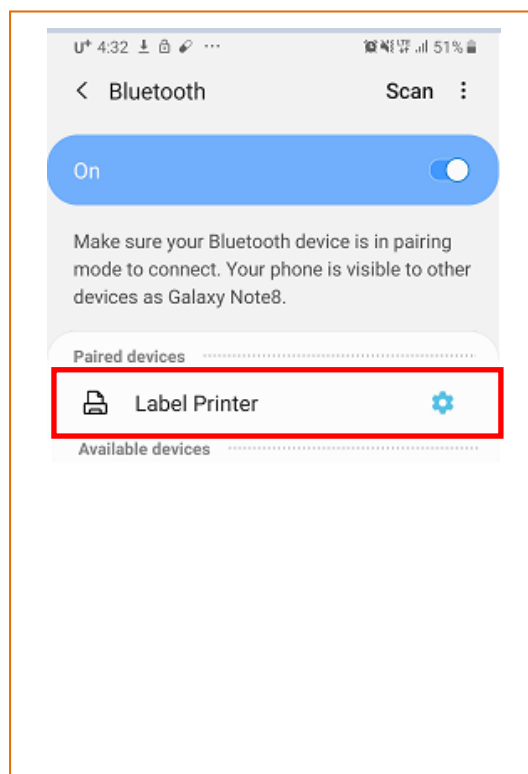 U+ 4:32 ...
51%
Bluetooth Scan
On
Make sure your Bluetooth device is in pairing
mode to connect. Your phone is visible to other
devices as Galaxy Note8.
Paired devices
Label Printer
Available devices